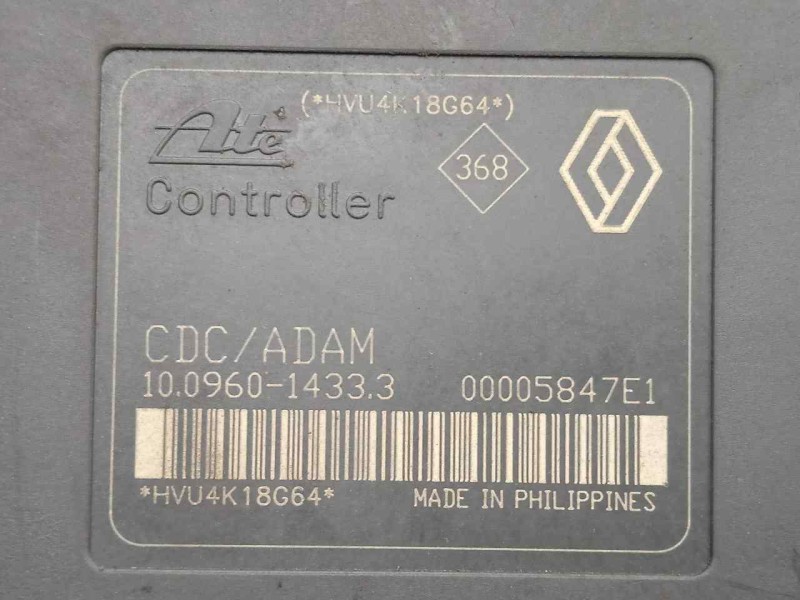 (*HVU4K18G64*)
Ate
368
Controller
CDC/ADAM
10.0960-1433.3 00005847E1
*HVU4K18G64*
MADE IN PHILIPPINES